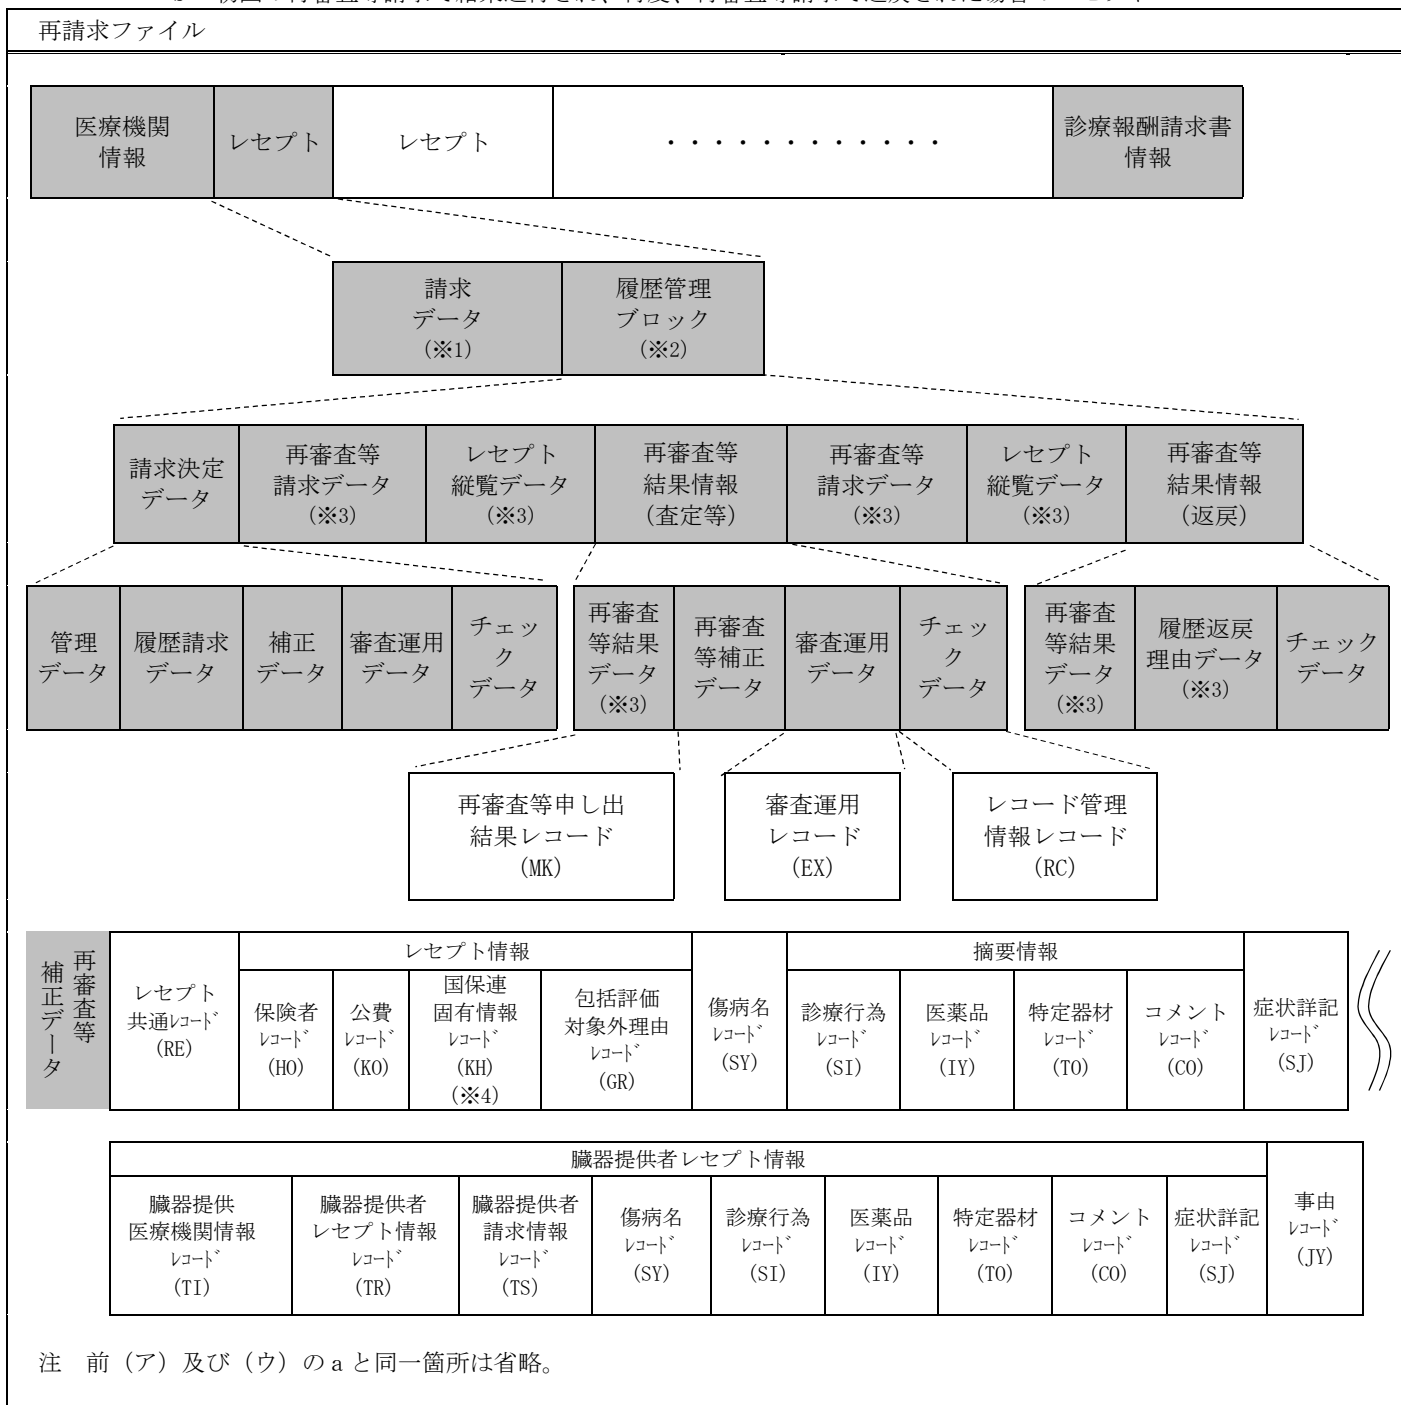 再請求ファイル
医療機関
情報
レセプト
レセプト
・・・・・・・・・・・・
診療報酬請求書
情報
請求
データ
(※1)
履歴管理
ブロック
(※2)
請求決定
データ
再審査等
請求データ
(※3)
レセプト
縦覧データ
(※3)
再審査等
結果情報
(査定等)
再審査等
請求データ
(※3)
レセプト
縦覧データ
(※3)
再審査等
結果情報
(返戻)
管理
データ
履歴請求
データ
補正
データ
審査運用
データ
チェッ
ク
データ
再審査
等結果
データ
(※3)
再審査
等補正
データ
審査運用
データ
チェッ
ク
データ
再審査
等結果
データ
(※3)
履歴返戻
理由データ
(※3)
チェック
データ
再審査等申し出
結果レコード
(MK)
審査運用
レコード
(EX)
レコード管理
情報レコード
(RC)
再審査等
補正データ
レセプト
共通ﾚｺｰﾄﾞ
(RE)
レセプト情報
保険者
ﾚｺｰﾄﾞ
(HO)
公費
ﾚｺｰﾄﾞ
(KO)
国保連
固有情報
ﾚｺｰﾄﾞ
(KH)
(※4)
包括評価
対象外理由
ﾚｺｰﾄﾞ
(GR)
傷病名
ﾚｺｰﾄﾞ
(SY)
摘要情報
診療行為
ﾚｺｰﾄﾞ
(SI)
医薬品
ﾚｺｰﾄﾞ
(IY)
特定器材
ﾚｺｰﾄﾞ
(TO)
コメント
ﾚｺｰﾄﾞ
(CO)
症状詳記
ﾚｺｰﾄﾞ
(SJ)
臓器提供者レセプト情報
臓器提供
医療機関情報
ﾚｺｰﾄﾞ
(TI)
臓器提供者
レセプト情報
ﾚｺｰﾄﾞ
(TR)
臓器提供者
請求情報
ﾚｺｰﾄﾞ
(TS)
傷病名
ﾚｺｰﾄﾞ
(SY)
診療行為
ﾚｺｰﾄﾞ
(SI)
医薬品
ﾚｺｰﾄﾞ
(IY)
特定器材
ﾚｺｰﾄﾞ
(TO)
コメント
ﾚｺｰﾄﾞ
(CO)
症状詳記
ﾚｺｰﾄﾞ
(SJ)
事由
ﾚｺｰﾄﾞ
(JY)
注　前（ア）及び（ウ）のaと同一箇所は省略。